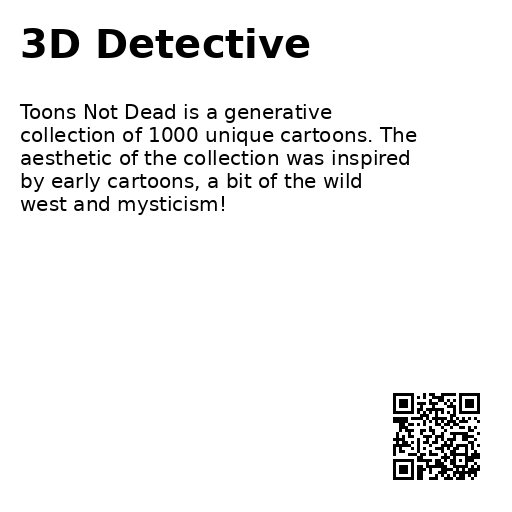 3D Detective
Toons Not Dead is a generative
collection of 1000 unique cartoons. The
aesthetic of the collection was inspired
by early cartoons, a bit of the wild
west and mysticism!